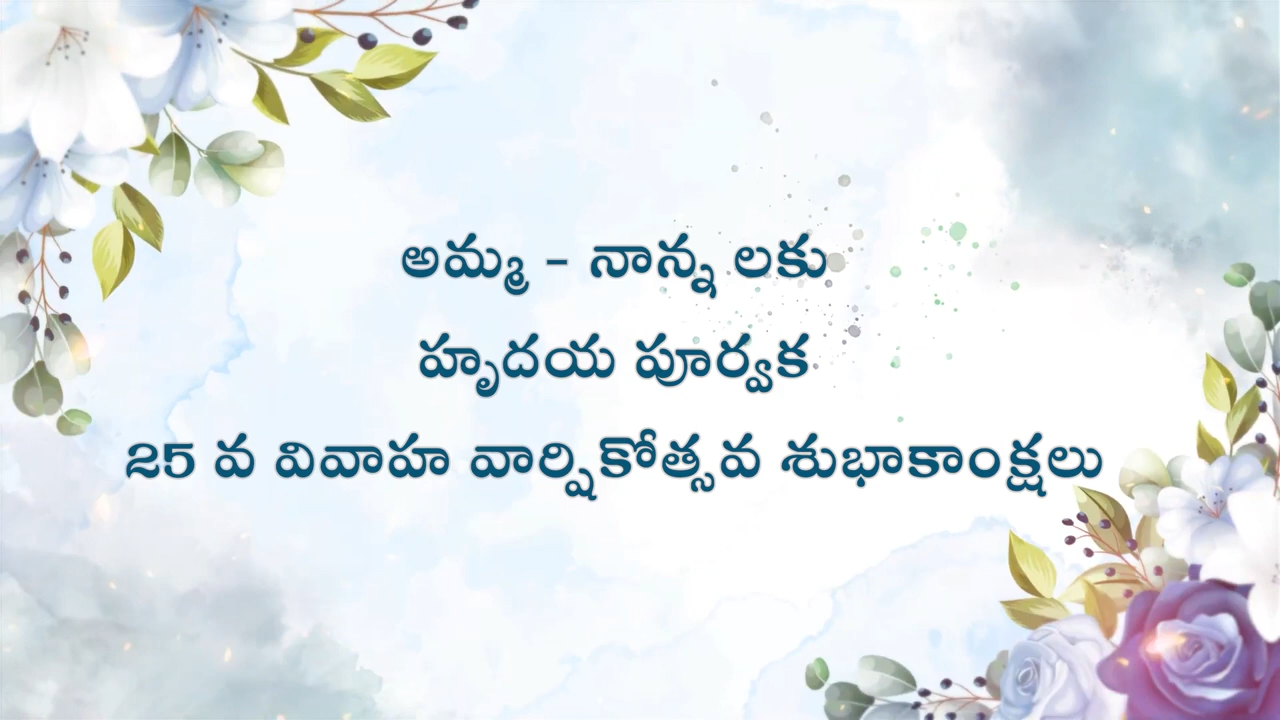 అమ్మ - నాన్న లకు
హృదయ పూర్వక
25 వ వివాహ వార్షికోత్సవ శుభాకాంక్షలు